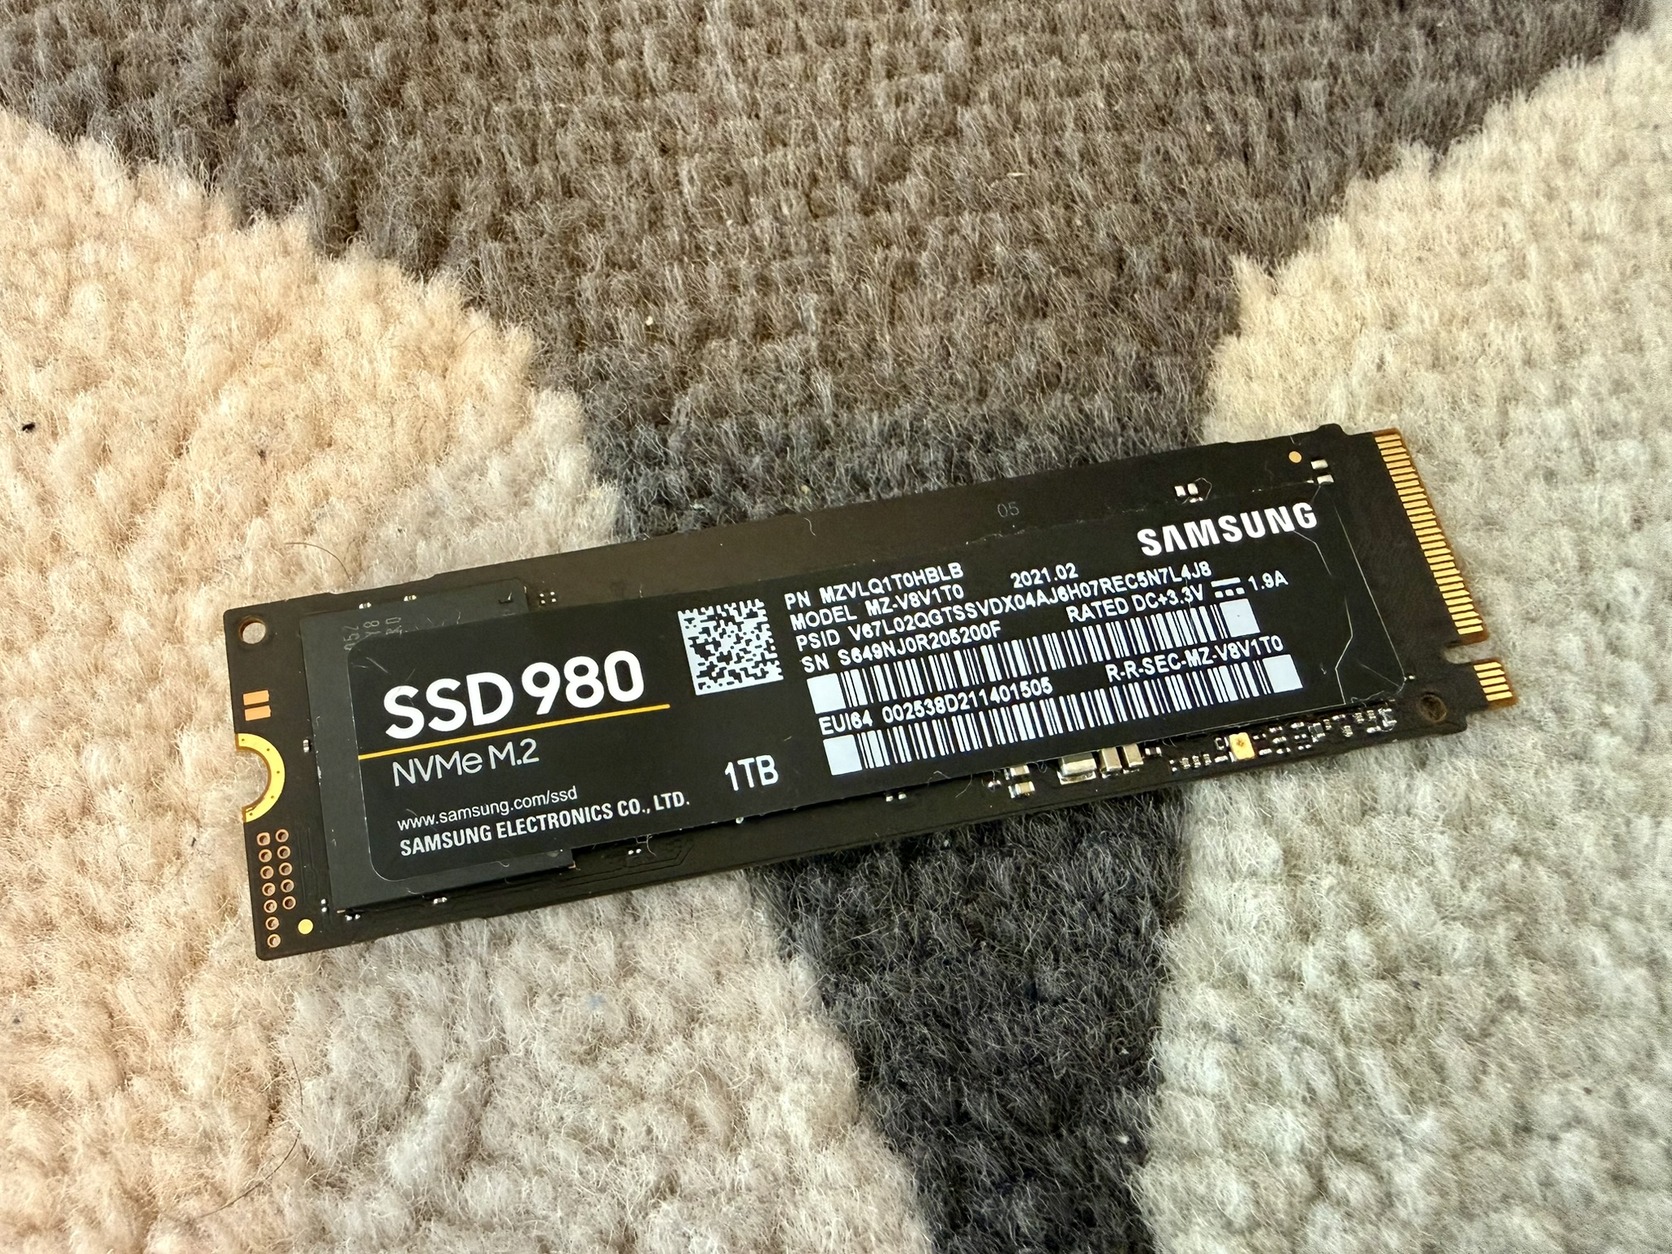 05
SAMSUNG
PN MZVLQ1T0HBLB 2021.02
MODEL MZ-V8V1T0
PSID V67L02QGTSSVDX04AJ6H07REC5N7L4J8
SN S649NJ0R205200F RATED DC+3.3V 1.9A
EUI64 002538D211401505 R-R-SEC-MZ-V8V1T0
SSD 980
NVMe M.2
1TB
www.samsung.com/ssd
SAMSUNG ELECTRONICS CO., LTD.